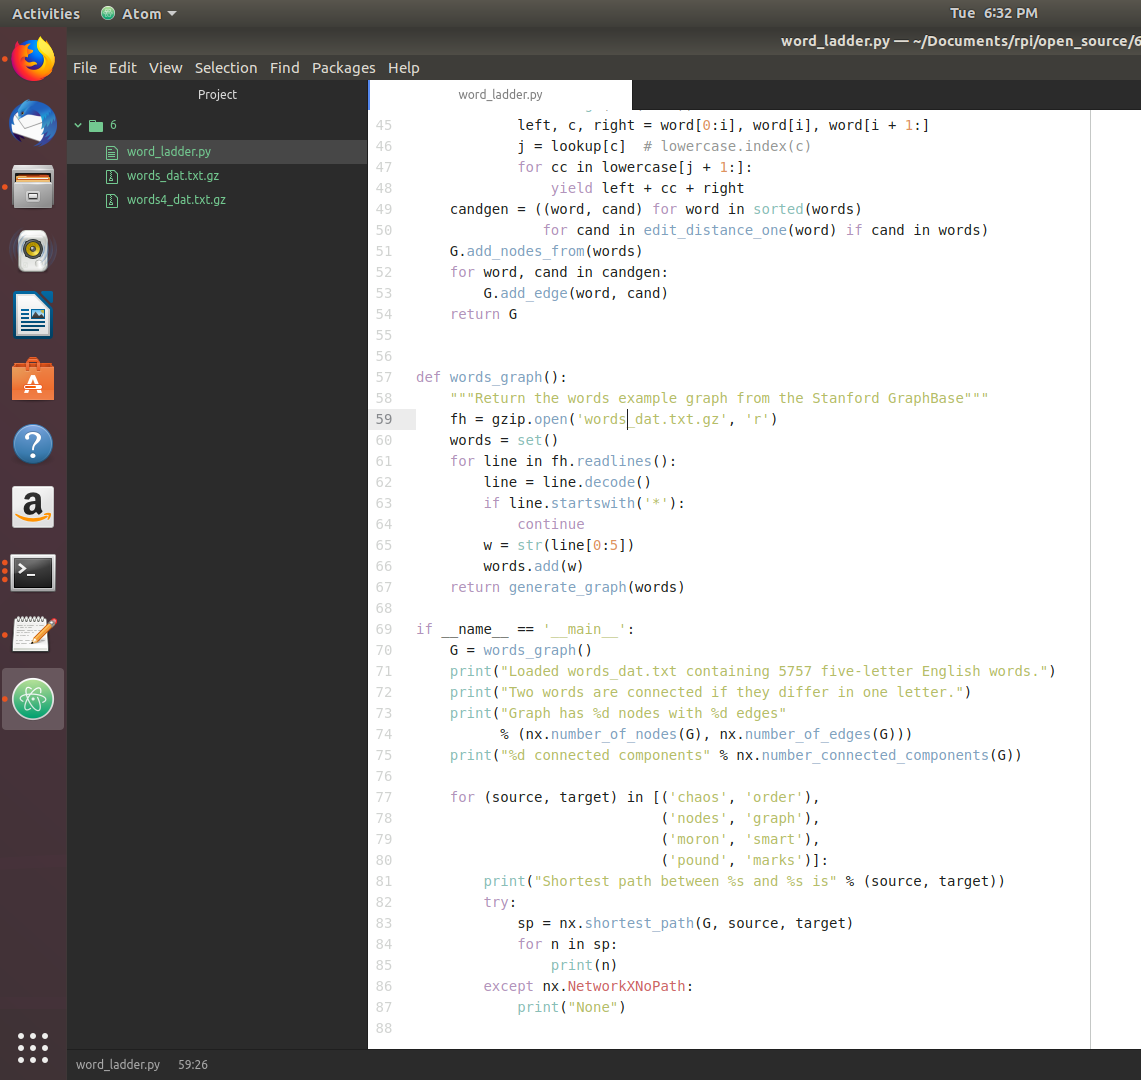 Activities Atom Tue 6:32 PM
word_ladder.py — ~/Documents/rpi/open_source/6
File Edit View Selection Find Packages Help
Project word_ladder.py
6
word_ladder.py
words_dat.txt.gz
words4_dat.txt.gz
45 left, c, right = word[0:i], word[i], word[i + 1:]
46 j = lookup[c]  # lowercase.index(c)
47 for cc in lowercase[j + 1:]:
48 yield left + cc + right
49 candgen = ((word, cand) for word in sorted(words)
50 for cand in edit_distance_one(word) if cand in words)
51 G.add_nodes_from(words)
52 for word, cand in candgen:
53 G.add_edge(word, cand)
54 return G
55
56
57 def words_graph():
58 """Return the words example graph from the Stanford GraphBase"""
59 fh = gzip.open('words_dat.txt.gz', 'r')
60 words = set()
61 for line in fh.readlines():
62 line = line.decode()
63 if line.startswith('*'):
64 continue
65 w = str(line[0:5])
66 words.add(w)
67 return generate_graph(words)
68
69 if __name__ == '__main__':
70 G = words_graph()
71 print("Loaded words_dat.txt containing 5757 five-letter English words.")
72 print("Two words are connected if they differ in one letter.")
73 print("Graph has %d nodes with %d edges"
74 % (nx.number_of_nodes(G), nx.number_of_edges(G)))
75 print("%d connected components" % nx.number_connected_components(G))
76
77 for (source, target) in [('chaos', 'order'),
78 ('nodes', 'graph'),
79 ('moron', 'smart'),
80 ('pound', 'marks')]:
81 print("Shortest path between %s and %s is" % (source, target))
82 try:
83 sp = nx.shortest_path(G, source, target)
84 for n in sp:
85 print(n)
86 except nx.NetworkXNoPath:
87 print("None")
88
word_ladder.py 59:26